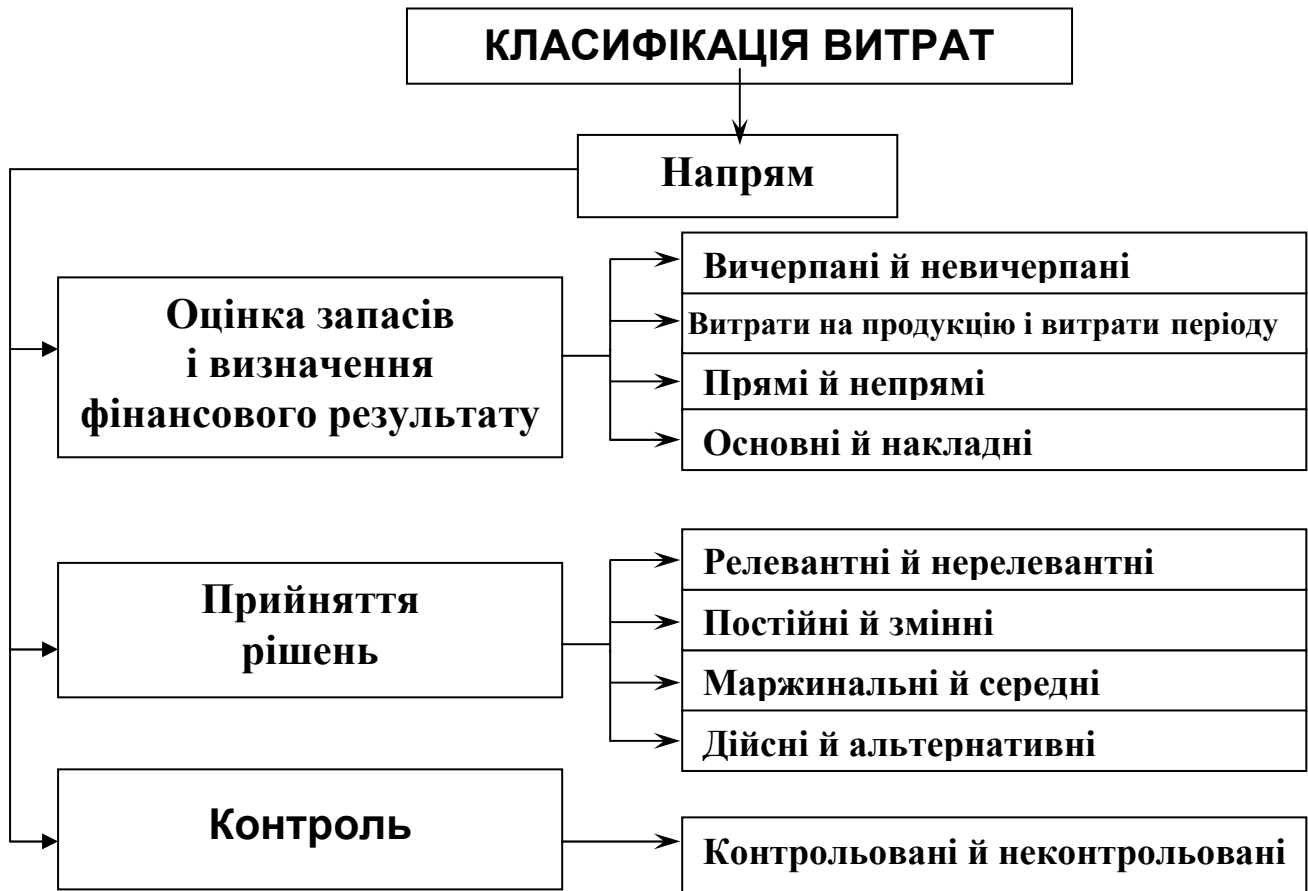 КЛАСИФІКАЦІЯ ВИТРАТ
Напрям
Оцінка запасів
і визначення
фінансового результату
Вичерпані й невичерпані
Витрати на продукцію і витрати періоду
Прямі й непрямі
Основні й накладні
Прийняття
рішень
Релевантні й нерелевантні
Постійні й змінні
Маржинальні й середні
Дійсні й альтернативні
Контроль
Контрольовані й неконтрольовані